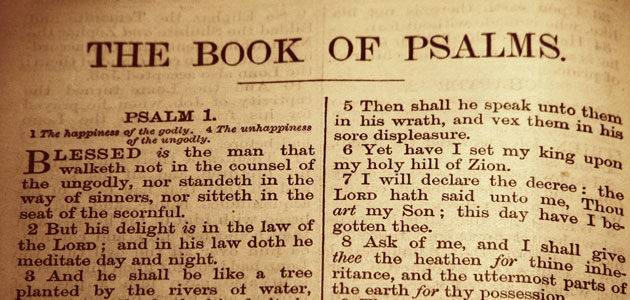 THE BOOK OF PSALMS.
PSALM 1.
1 The happiness of the godly. 4 The unhappiness
of the ungodly.
BLESSED is the man that
walketh not in the counsel of
the ungodly, nor standeth in the
way of sinners, nor sitteth in the
seat of the scornful.
2 But his delight is in the law of
the LORD; and in his law doth he
meditate day and night.
3 And he shall be like a tree
planted by the rivers of water,
5 Then shall he speak unto them
in his wrath, and vex them in his
sore displeasure.
6 Yet have I set my king upon
my holy hill of Zion.
7 I will declare the decree: the
LORD hath said unto me, Thou
art my Son; this day have I be-
gotten thee.
8 Ask of me, and I shall give
thee the heathen for thine inhe-
ritance, and the uttermost parts of
the earth for thy possession.